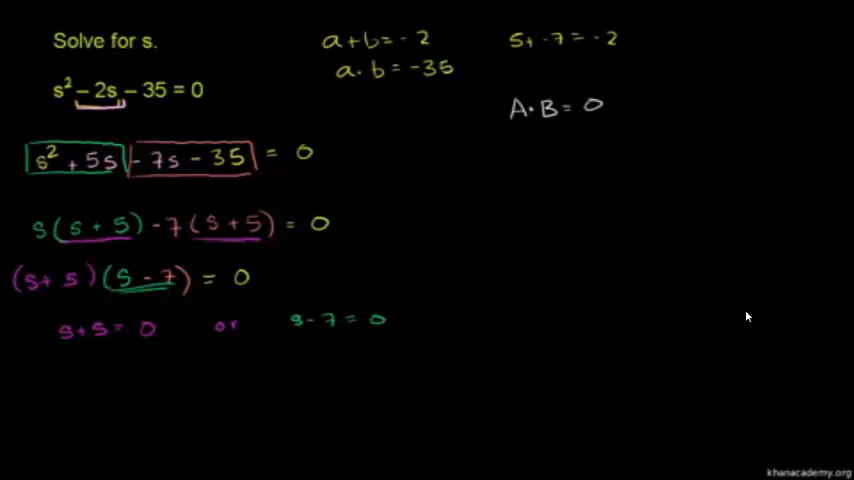 Solve for s.
a + b = - 2
5 + - 7 = - 2
s² – 2s – 35 = 0
a · b = - 35
A · B = 0
s² + 5s - 7s - 35 = 0
s(s + 5) - 7(s + 5) = 0
(s + 5)(s - 7) = 0
s + 5 = 0 or s - 7 = 0
khanacademy.org